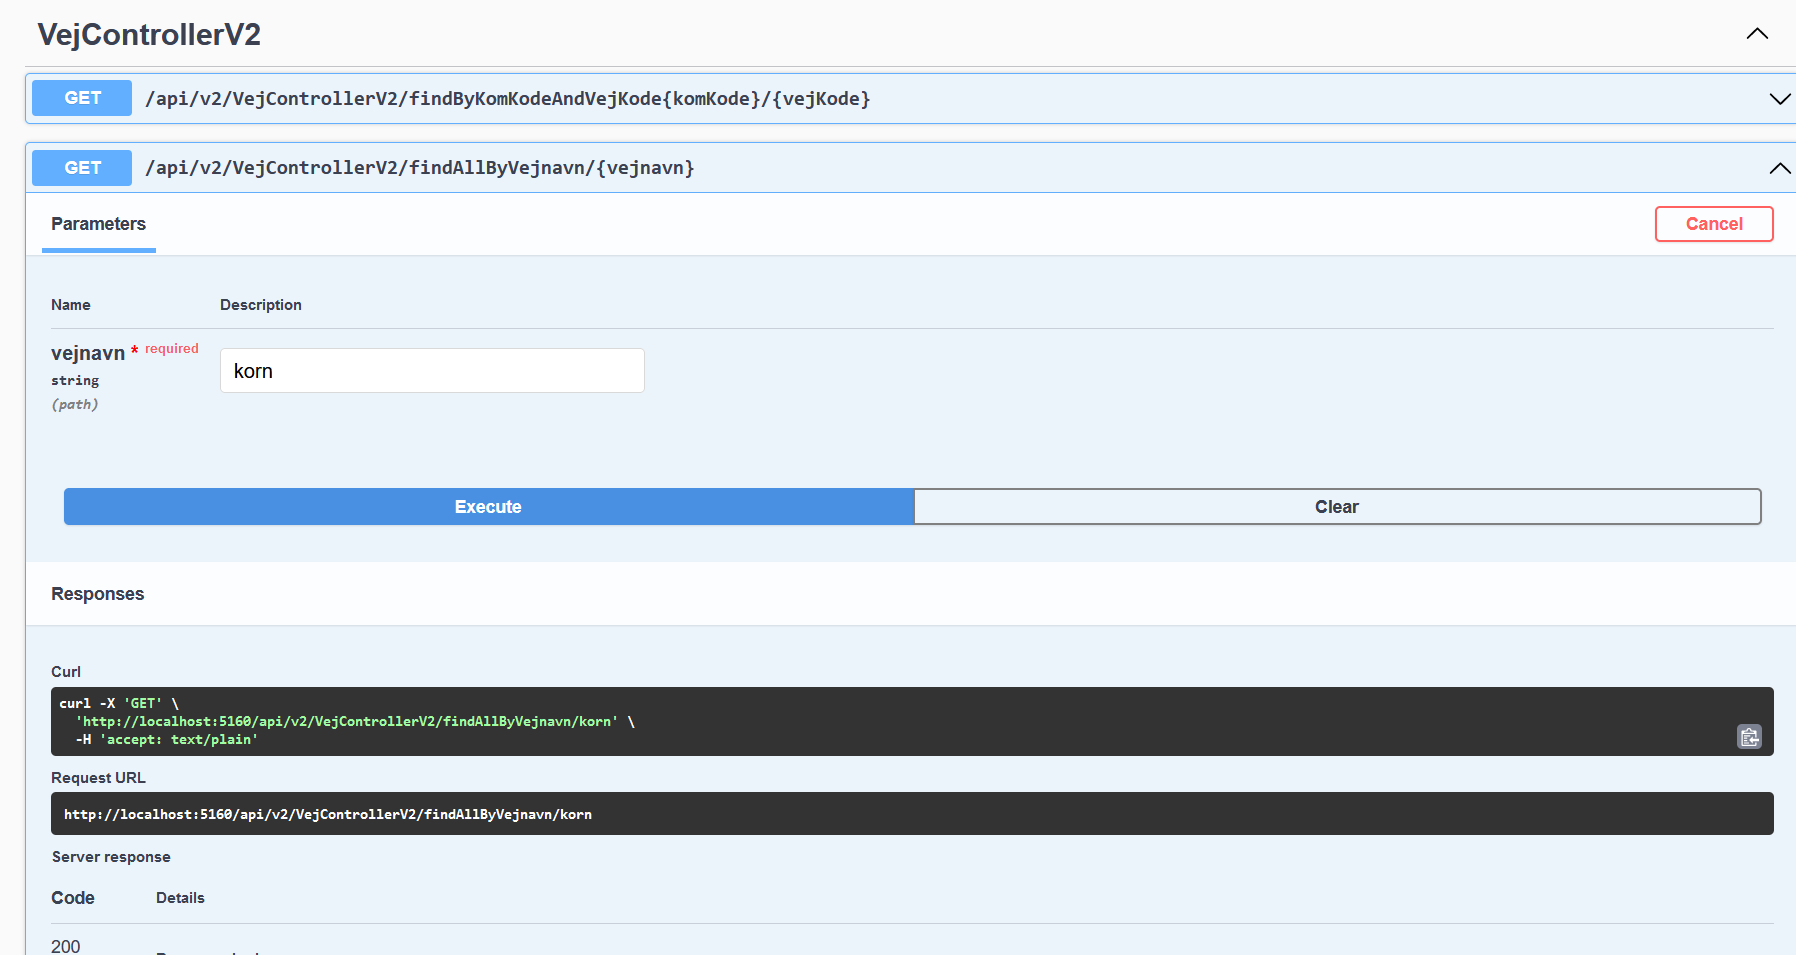 VejControllerV2
GET /api/v2/VejControllerV2/findByKomKodeAndVejKode{komKode}/{vejKode}
GET /api/v2/VejControllerV2/findAllByVejnavn/{vejnavn}
Parameters
Cancel
Name Description
vejnavn * required
string
(path)
korn
Execute Clear
Responses
Curl
curl -X 'GET' \
'http://localhost:5160/api/v2/VejControllerV2/findAllByVejnavn/korn' \
-H 'accept: text/plain'
Request URL
http://localhost:5160/api/v2/VejControllerV2/findAllByVejnavn/korn
Server response
Code Details
200